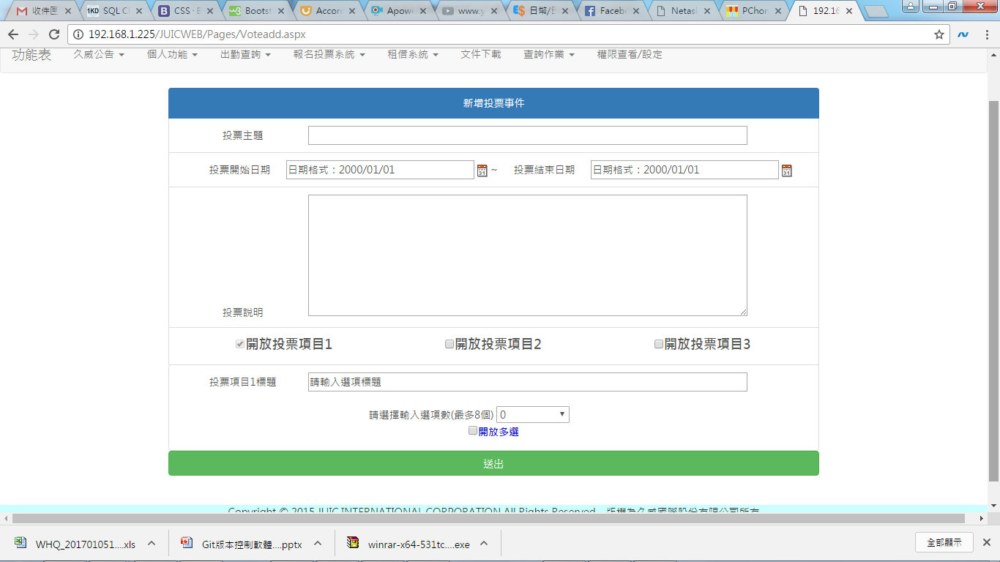 收件匣
SQL C
CSS · B
Bootst
Accor
Apow
www.y
日幣/E
Faceb
Netas
PChor
192.16
192.168.1.225/JUICWEB/Pages/Voteadd.aspx
功能表 久威公告 個人功能 出勤查詢 報名投票系統 租借系統 文件下載 查詢作業 權限查看/設定
新增投票事件
投票主題
投票開始日期 日期格式：2000/01/01 ~ 投票結束日期 日期格式：2000/01/01
投票說明
開放投票項目1 開放投票項目2 開放投票項目3
投票項目1標題 請輸入選項標題
請選擇輸入選項數(最多8個) 0
開放多選
送出
Copyright © 2015 JUIC INTERNATIONAL CORPORATION All Rights Reserved. 版權為久威國際股份有限公司所有
WHQ_201701051....xls Git版本控制軟體....pptx winrar-x64-531tc....exe 全部顯示